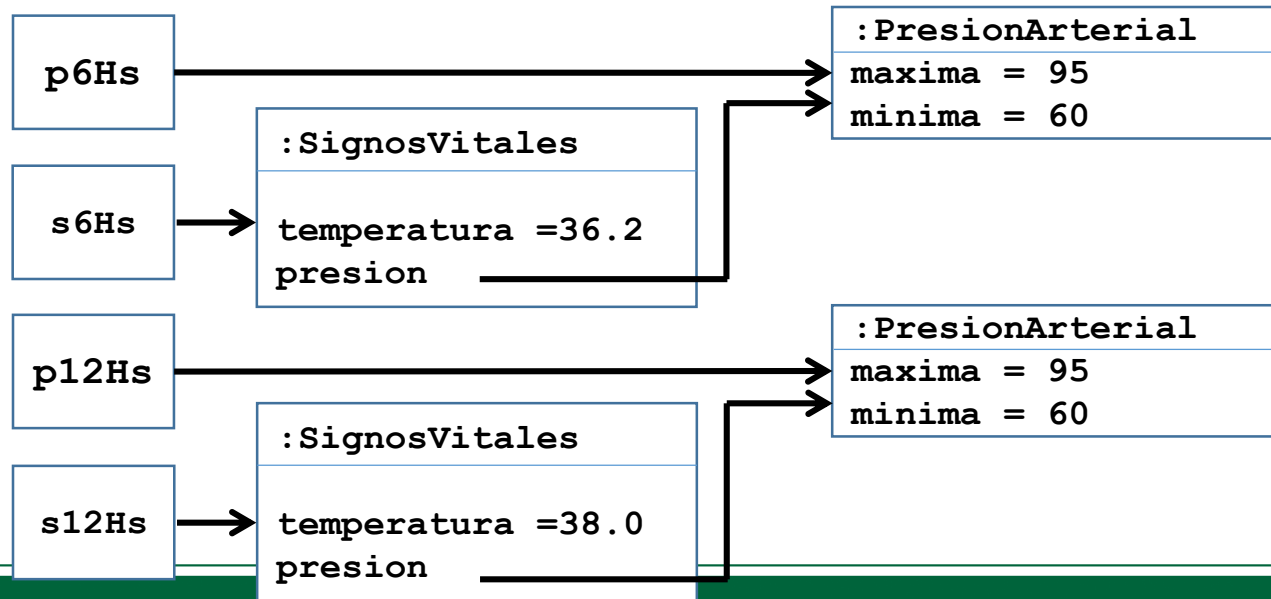 p6Hs
:PresionArterial
maxima = 95
minima = 60
s6Hs
:SignosVitales
temperatura =36.2
presion
p12Hs
:PresionArterial
maxima = 95
minima = 60
s12Hs
:SignosVitales
temperatura =38.0
presion